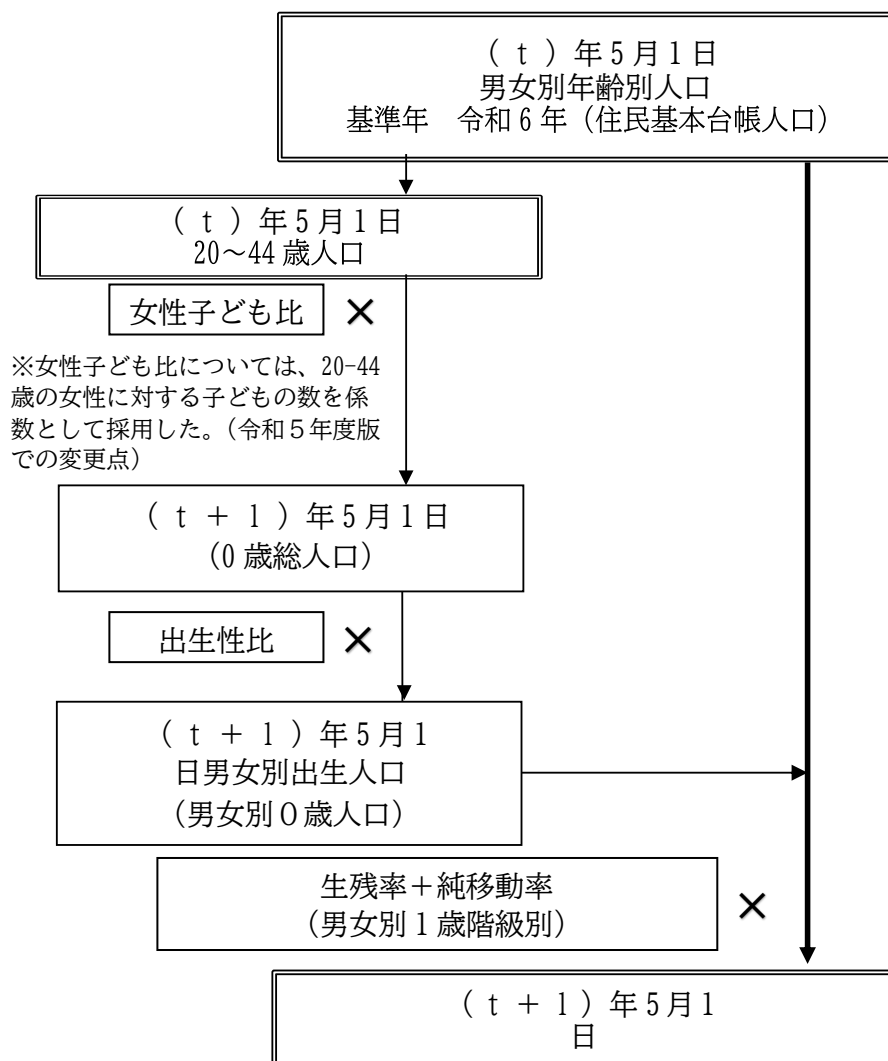 （ｔ）年５月１日
男女別年齢別人口
基準年　令和６年（住民基本台帳人口）
（ｔ）年５月１日
20～44歳人口
女性子ども比 ×
※女性子ども比については、20-44
歳の女性に対する子どもの数を係
数として採用した。（令和５年度版
での変更点）
（ｔ＋１）年５月１日
（0歳総人口）
出生性比 ×
（ｔ＋１）年５月１
日男女別出生人口
（男女別０歳人口）
生残率＋純移動率
（男女別１歳階級別） ×
（ｔ＋１）年５月１
日